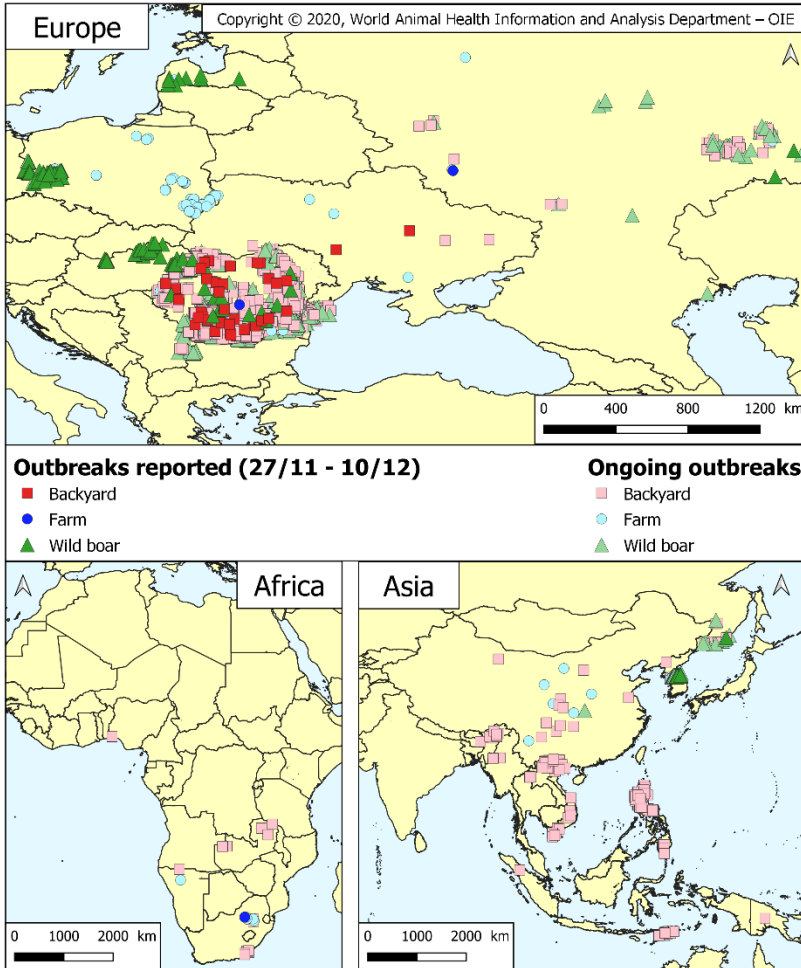 Europe
Copyright © 2020, World Animal Health Information and Analysis Department – OIE
0 400 800 1200 km
Outbreaks reported (27/11 - 10/12)
Backyard
Farm
Wild boar
Ongoing outbreaks
Backyard
Farm
Wild boar
Africa
0 1000 2000 km
Asia
0 1000 2000 km